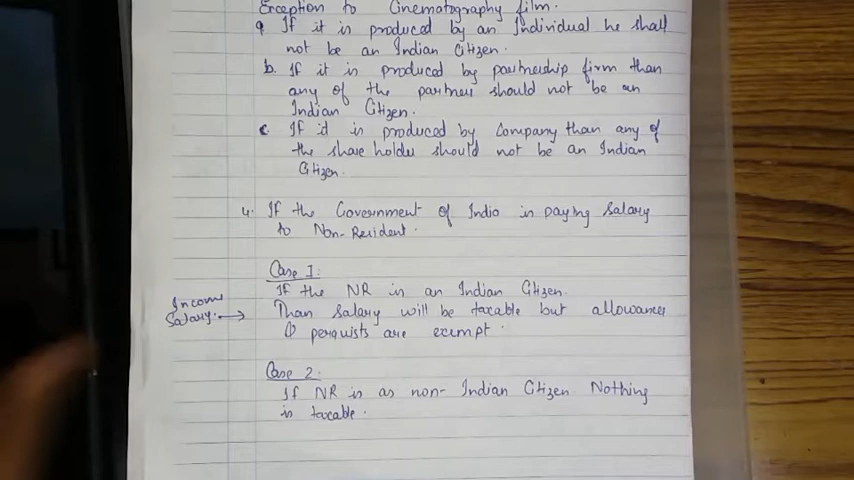 Exception to Cinematography film.
a If it is produced by an Individual he shall
not be an Indian Citizen.
b. If it is produced by partnership firm than
any of the partner should not be an
Indian Citizen.
c. If it is produced by Company than any of
the share holder should not be an Indian
Citizen.
4. If the Government of India is paying Salary
to Non-Resident.
Case 1:
If the NR is an Indian Citizen.
Income
Salary. → Than Salary will be taxable but allowances
& perquists are exempt.
Case 2:
If NR is as non-Indian Citizen Nothing
is taxable.